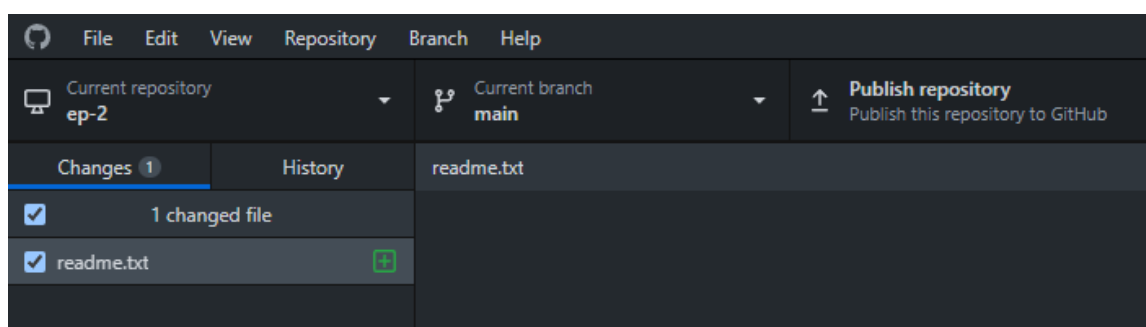 File Edit View Repository Branch Help
Current repository
ep-2
Current branch
main
Publish repository
Publish this repository to GitHub
Changes 1
History
readme.txt
1 changed file
readme.txt